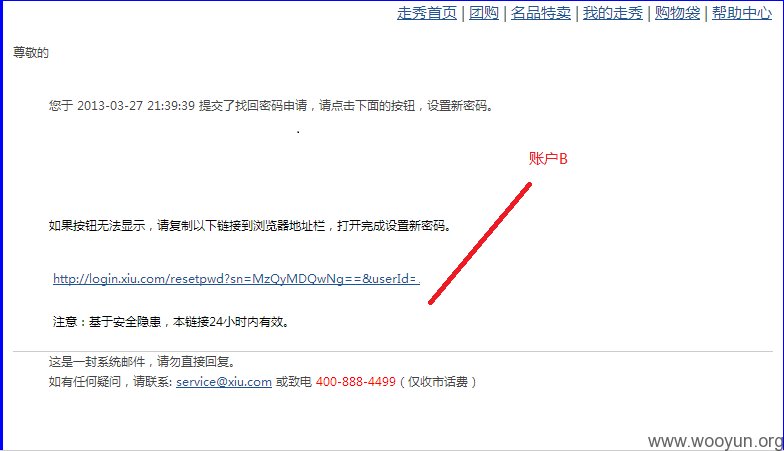 走秀首页 | 团购 | 名品特卖 | 我的走秀 | 购物袋 | 帮助中心
尊敬的
您于 2013-03-27 21:39:39 提交了找回密码申请，请点击下面的按钮，设置新密码。
账户B
如果按钮无法显示，请复制以下链接到浏览器地址栏，打开完成设置新密码。
http://login.xiu.com/resetpwd?sn=MzQyMDQwNg==&userId=.
注意：基于安全隐患，本链接24小时内有效。
这是一封系统邮件，请勿直接回复。
如有任何疑问，请联系: service@xiu.com 或致电 400-888-4499（仅收市话费）
www.wooyun.org